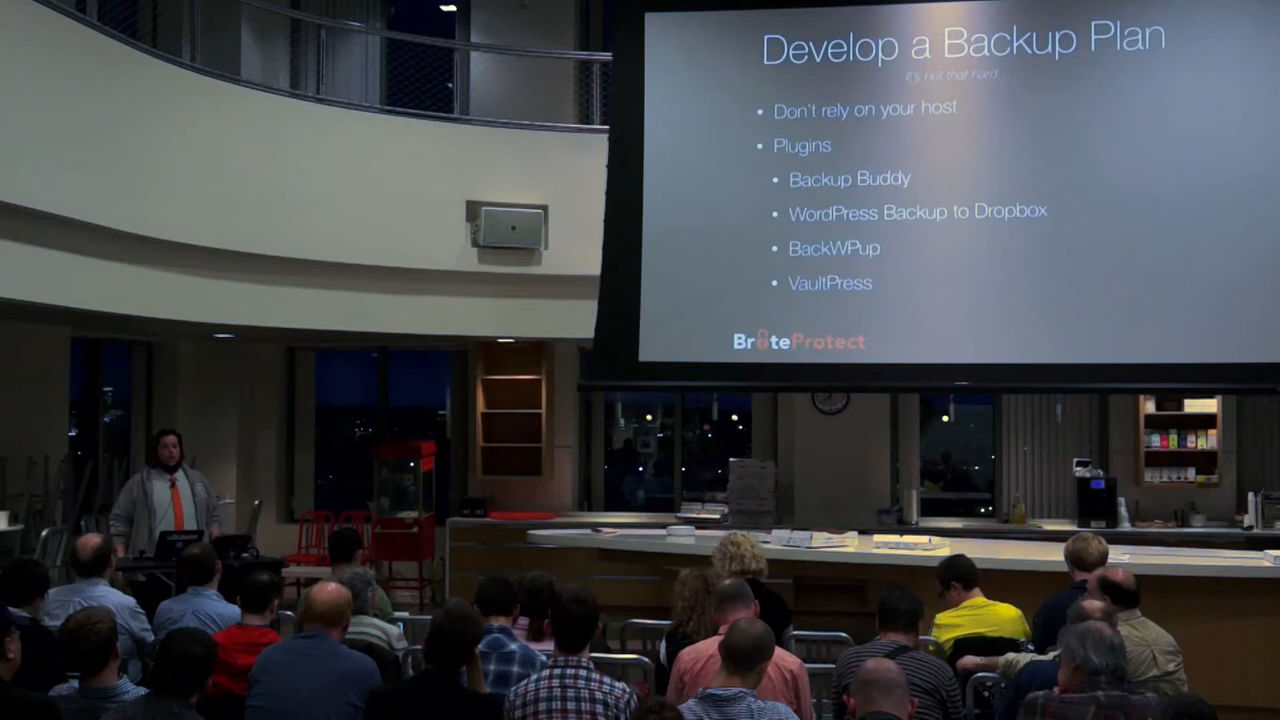 Develop a Backup Plan
It's not that hard...
• Don't rely on your host
• Plugins
• Backup Buddy
• WordPress Backup to Dropbox
• BackWPup
• VaultPress
BruteProtect